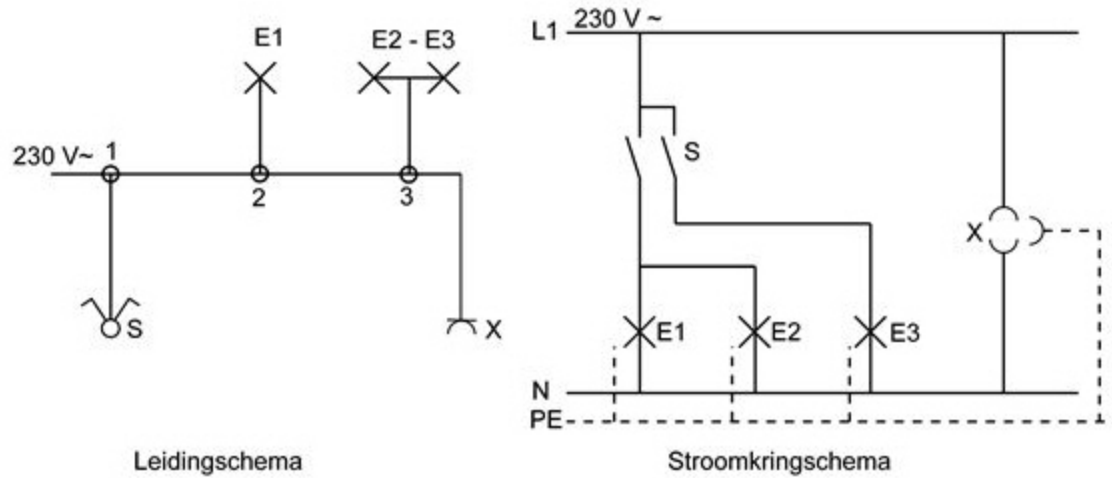 E1
E2 - E3
230 V~ 1
2
3
S
X
Leidingschema
L1 230 V ~
S
X
E1
E2
E3
N
PE
Stroomkringschema